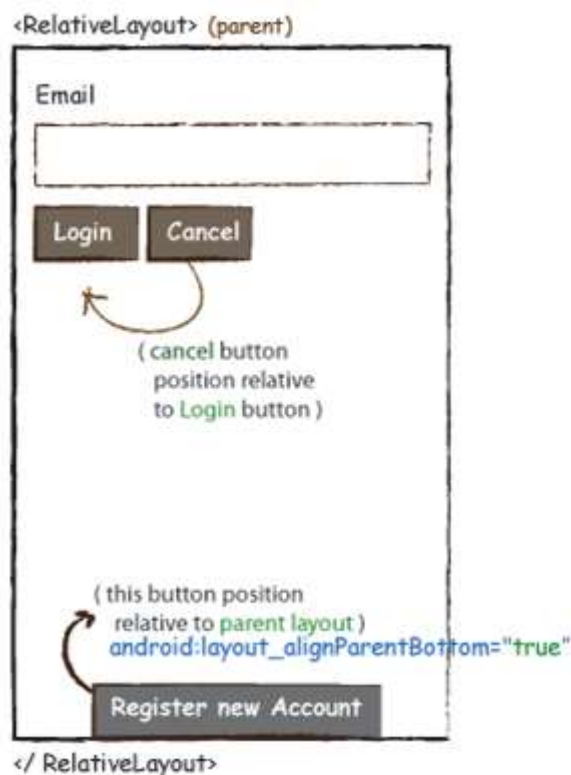 <RelativeLayout> (parent)
Email
Login Cancel
( cancel button
position relative
to Login button )
( this button position
relative to parent layout )
android:layout_alignParentBottom="true"
Register new Account
</ RelativeLayout>